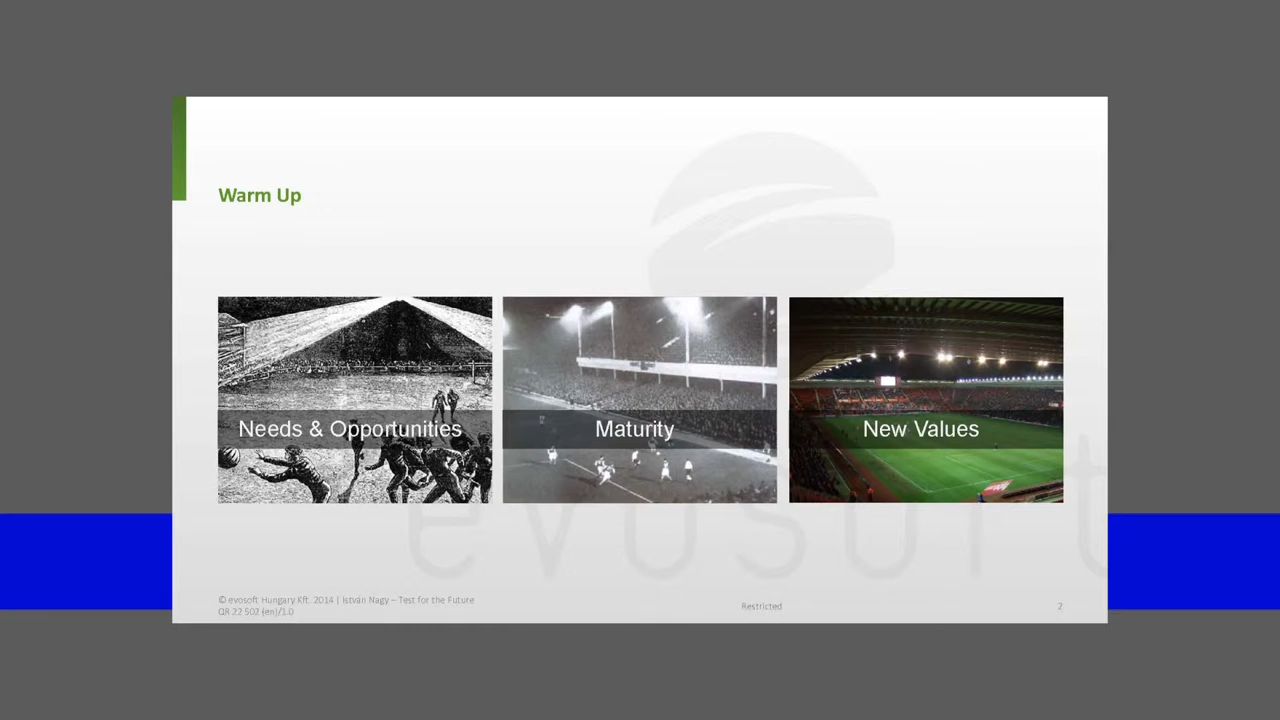 Warm Up
Needs & Opportunities
Maturity
New Values
evosoft
© evosoft Hungary Kft. 2014 | István Nagy – Test for the Future
QR 22 502 (en)/1.0
Restricted
2